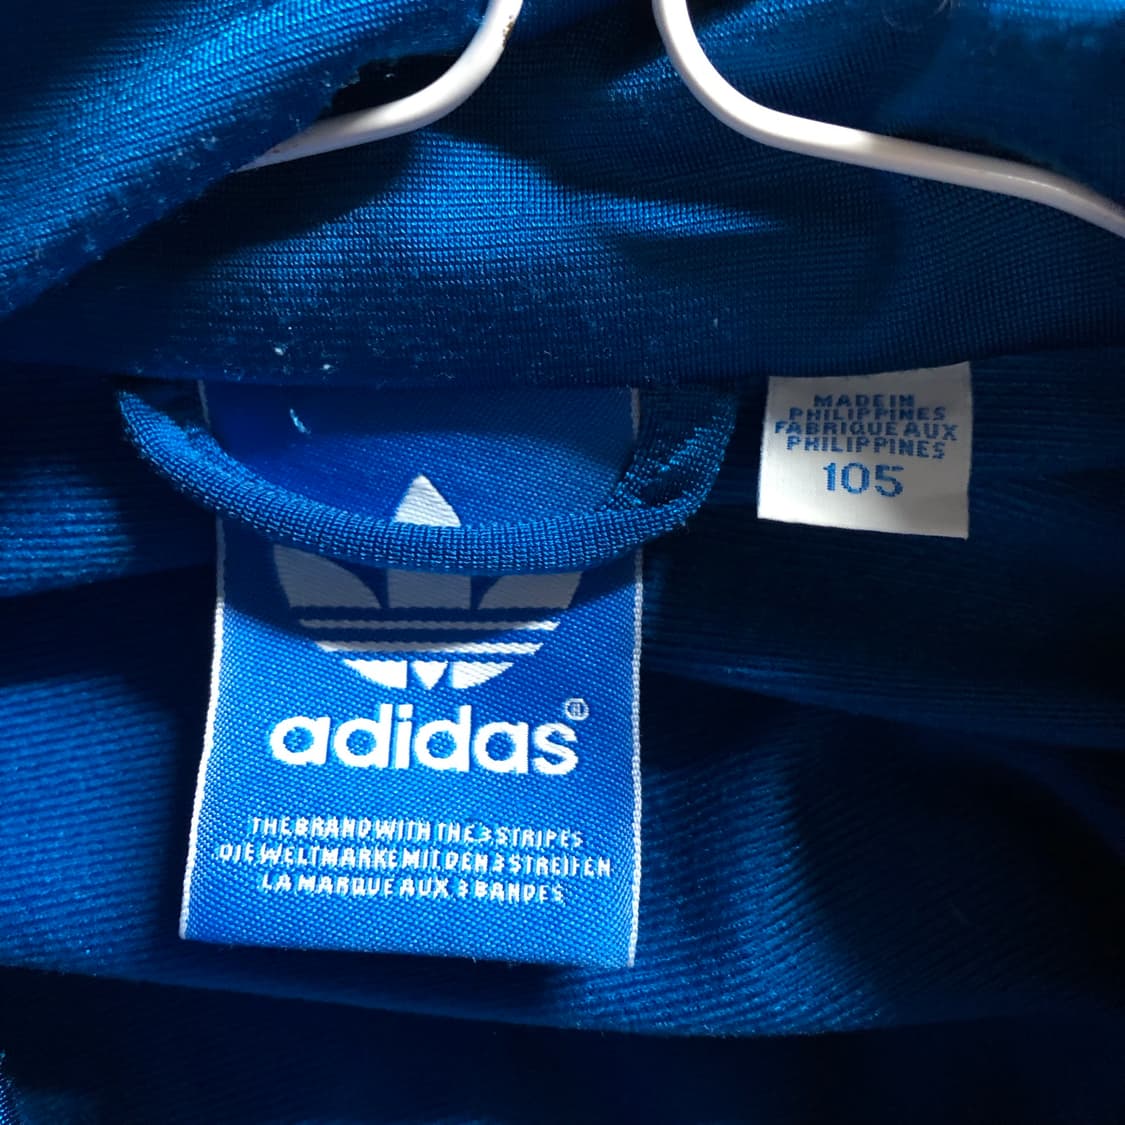 MADE IN
PHILIPPINES
FABRIQUE AUX
PHILIPPINES
105
adidas®
THE BRAND WITH THE 3 STRIPES
DIE WELTMARKE MIT DEN 3 STREIFEN
LA MARQUE AUX 3 BANDES